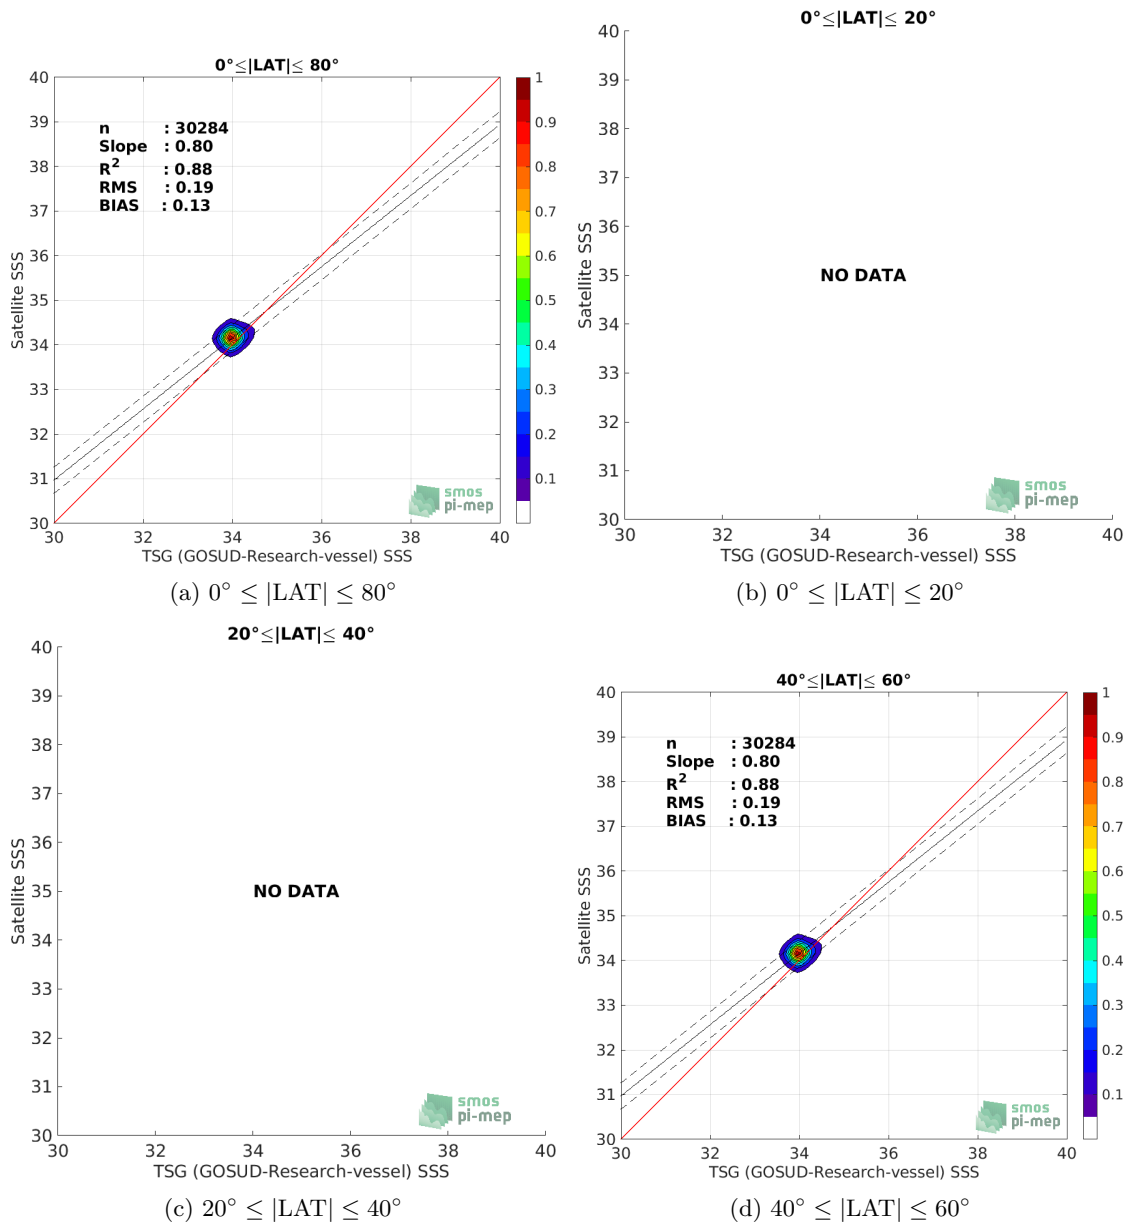 0°≤|LAT|≤ 80°
40
39
38
37
36
35
34
33
32
31
30
Satellite SSS
n : 30284
Slope : 0.80
R² : 0.88
RMS : 0.19
BIAS : 0.13
1
0.9
0.8
0.7
0.6
0.5
0.4
0.3
0.2
0.1
smos
pi-mep
30 32 34 36 38 40
TSG (GOSUD-Research-vessel) SSS
(a) 0° ≤ |LAT| ≤ 80°
0°≤|LAT|≤ 20°
40
39
38
37
36
35
34
33
32
31
30
Satellite SSS
NO DATA
smos
pi-mep
30 32 34 36 38 40
TSG (GOSUD-Research-vessel) SSS
(b) 0° ≤ |LAT| ≤ 20°
20°≤|LAT|≤ 40°
40
39
38
37
36
35
34
33
32
31
30
Satellite SSS
NO DATA
smos
pi-mep
30 32 34 36 38 40
TSG (GOSUD-Research-vessel) SSS
(c) 20° ≤ |LAT| ≤ 40°
40°≤|LAT|≤ 60°
40
39
38
37
36
35
34
33
32
31
30
Satellite SSS
n : 30284
Slope : 0.80
R² : 0.88
RMS : 0.19
BIAS : 0.13
1
0.9
0.8
0.7
0.6
0.5
0.4
0.3
0.2
0.1
smos
pi-mep
30 32 34 36 38 40
TSG (GOSUD-Research-vessel) SSS
(d) 40° ≤ |LAT| ≤ 60°